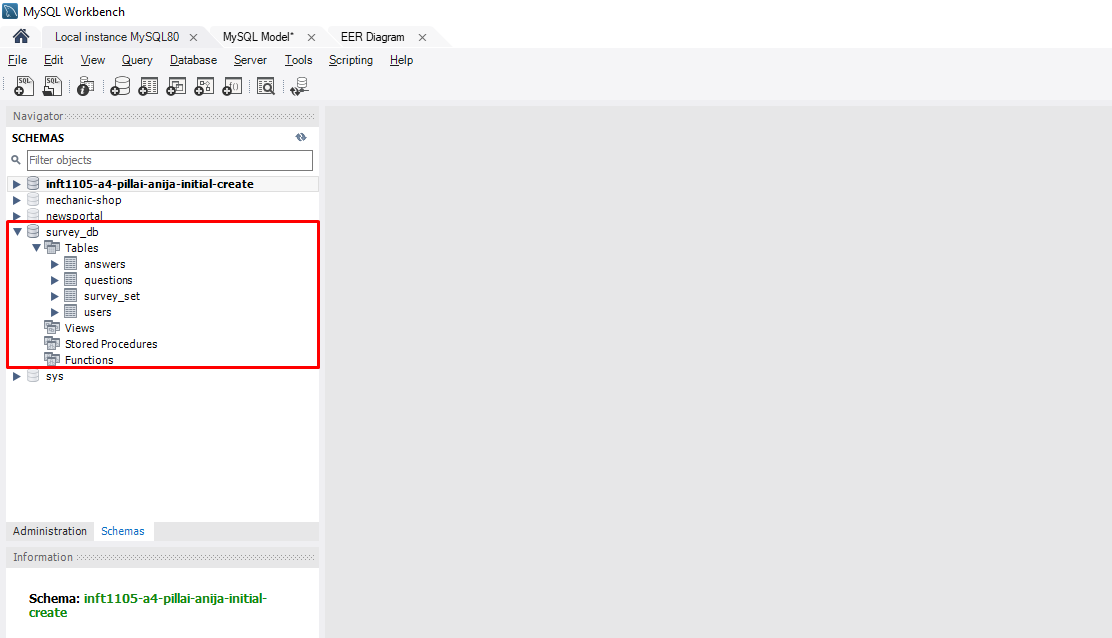 MySQL Workbench
Local instance MySQL80
MySQL Model*
EER Diagram
File Edit View Query Database Server Tools Scripting Help
Navigator
SCHEMAS
Filter objects
inft1105-a4-pillai-anija-initial-create
mechanic-shop
newsportal
survey_db
Tables
answers
questions
survey_set
users
Views
Stored Procedures
Functions
sys
Administration Schemas
Information
Schema: inft1105-a4-pillai-anija-initial-
create